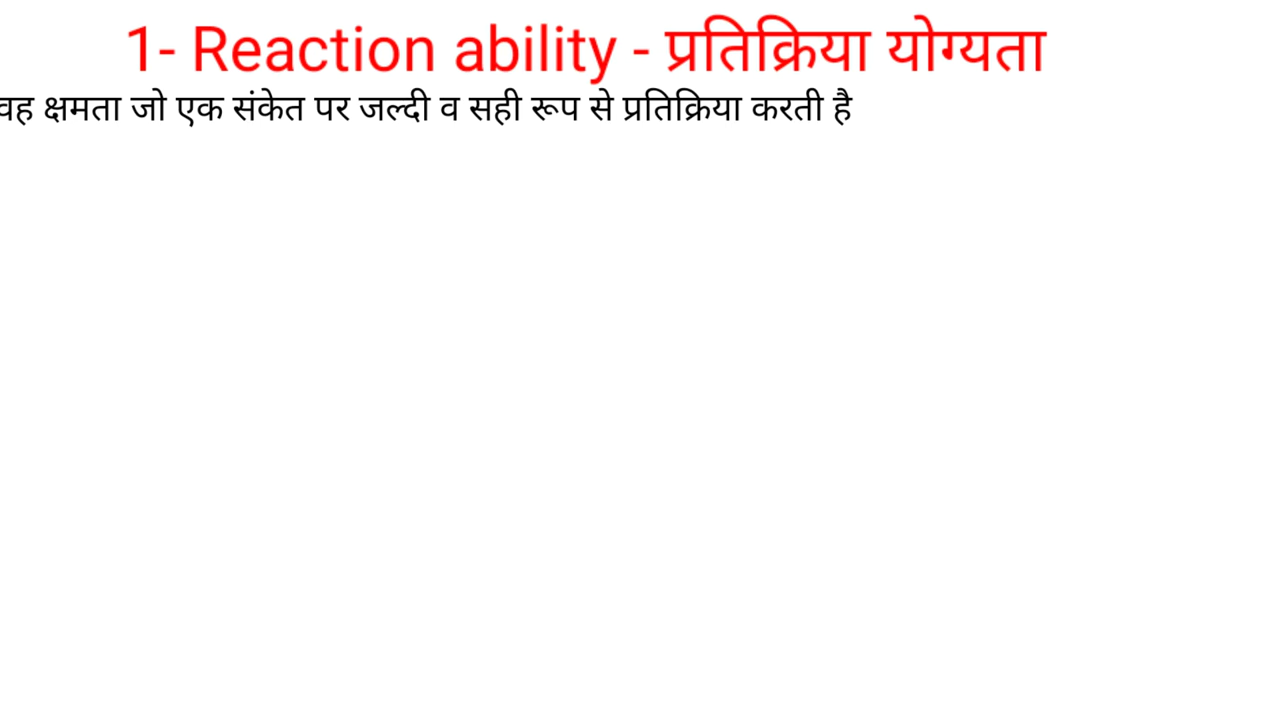 1- Reaction ability - प्रतिक्रिया योग्यता
वह क्षमता जो एक संकेत पर जल्दी व सही रूप से प्रतिक्रिया करती है